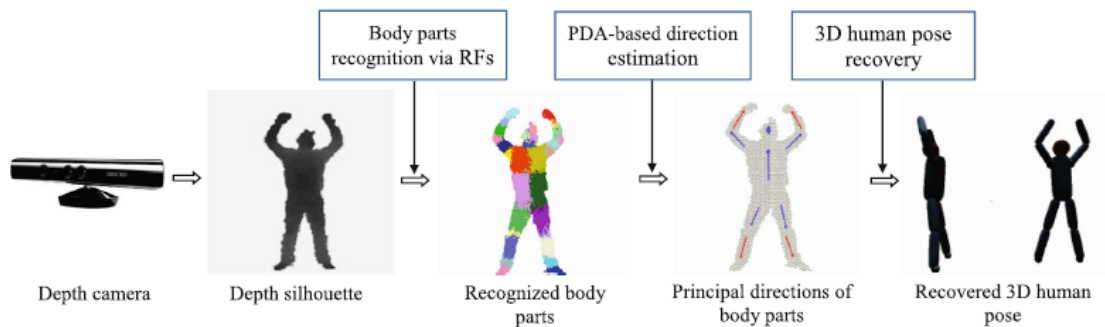 Body parts
recognition via RFs
PDA-based direction
estimation
3D human pose
recovery
Depth camera
Depth silhouette
Recognized body
parts
Principal directions of
body parts
Recovered 3D human
pose